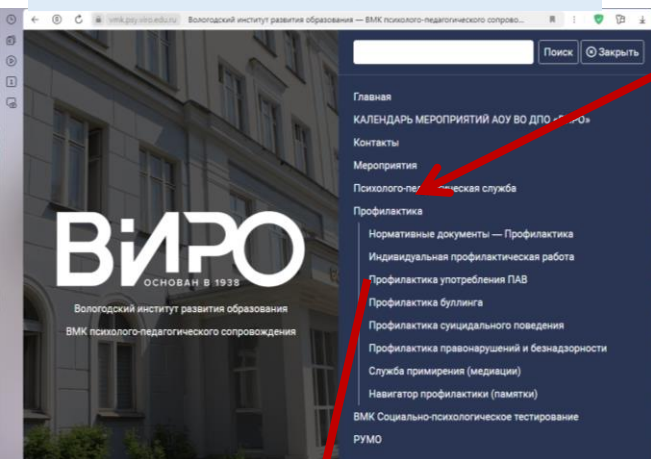 vmk.psy.viro.edu.ru Вологодский институт развития образования — ВМК психолого-педагогического сопрово...
Поиск
Закрыть
Главная
КАЛЕНДАРЬ МЕРОПРИЯТИЙ АОУ ВО ДПО
Контакты
Мероприятия
служба
Профилактика
Нормативные документы — Профилактика
Индивидуальная профилактическая работа
Профилактика употребления ПАВ
Профилактика буллинга
Профилактика суицидального поведения
Профилактика правонарушений и безнадзорности
Служба примирения (медиации)
Навигатор профилактики (памятки)
ВМК Социально-психологическое тестирование
РУМО
ВИРО
ОСНОВАН В 1938
Вологодский институт развития образования
ВМК психолого-педагогического сопровождения